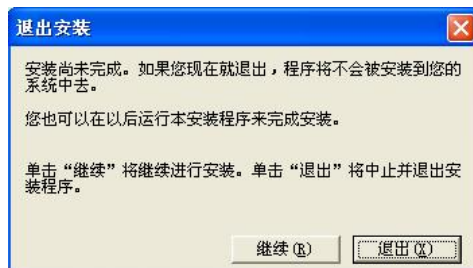 退出安装
安装尚未完成。如果您现在就退出，程序将不会被安装到您的
系统中去。
您也可以在以后运行本安装程序来完成安装。
单击“继续”将继续进行安装。单击“退出”将中止并退出安
装程序。
继续(R)
退出(X)